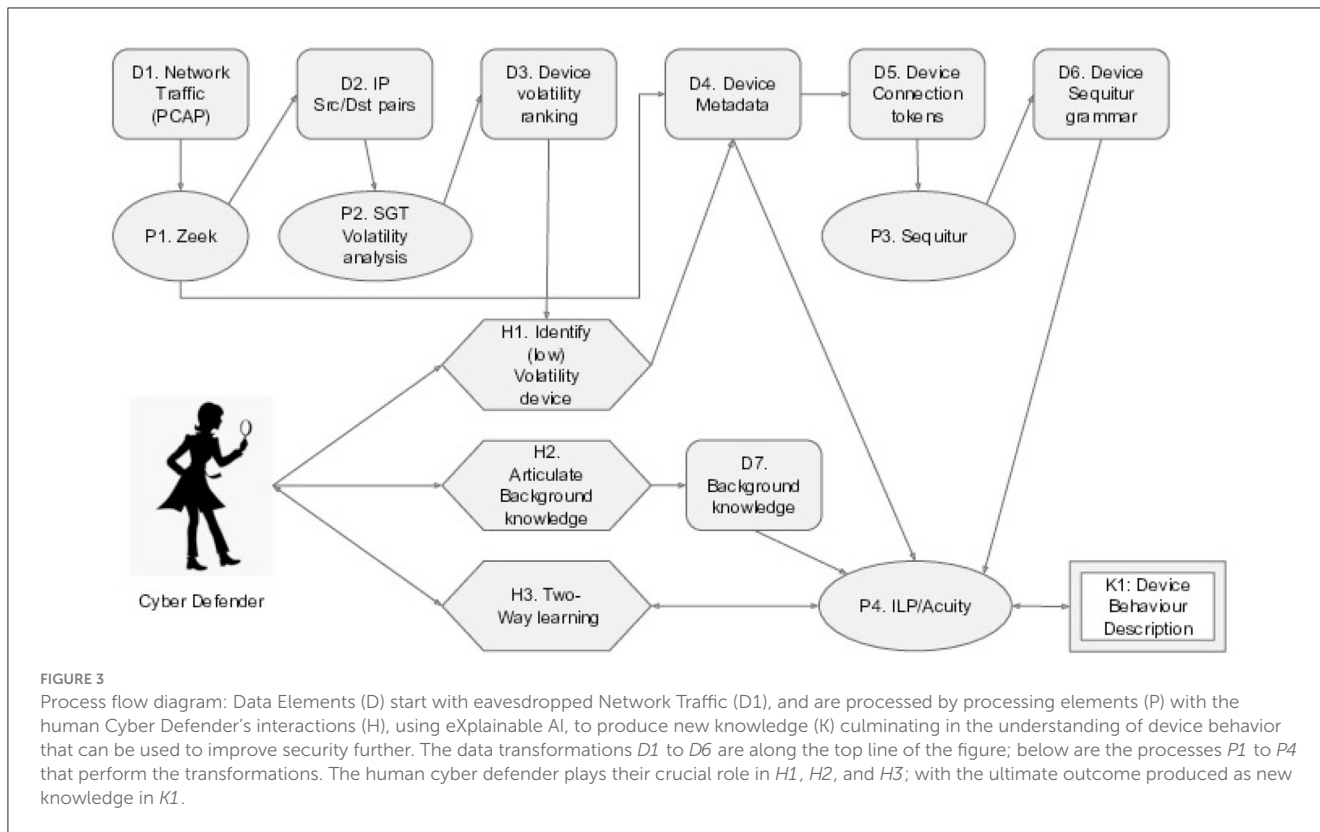 D1. Network
Traffic
(PCAP)
D2. IP
Src/Dst pairs
D3. Device
volatility
ranking
D4. Device
Metadata
D5. Device
Connection
tokens
D6. Device
Sequitur
grammar
P1. Zeek
P2. SGT
Volatility
analysis
P3. Sequitur
H1. Identify
(low)
Volatility
device
H2.
Articulate
Background
knowledge
D7.
Background
knowledge
Cyber Defender
H3. Two-
Way learning
P4. ILP/Acuity
K1: Device
Behaviour
Description
FIGURE 3
Process flow diagram: Data Elements (D) start with eavesdropped Network Traffic (D1), and are processed by processing elements (P) with the
human Cyber Defender's interactions (H), using eXplainable AI, to produce new knowledge (K) culminating in the understanding of device behavior
that can be used to improve security further. The data transformations D1 to D6 are along the top line of the figure; below are the processes P1 to P4
that perform the transformations. The human cyber defender plays their crucial role in H1, H2, and H3; with the ultimate outcome produced as new
knowledge in K1.